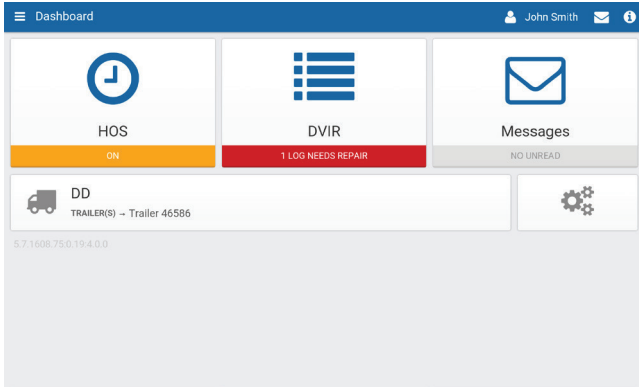 Dashboard
John Smith
HOS
DVIR
Messages
ON
1 LOG NEEDS REPAIR
NO UNREAD
DD
TRAILER(S) → Trailer 46586
5.7.1608.75:0.19:4.0.0